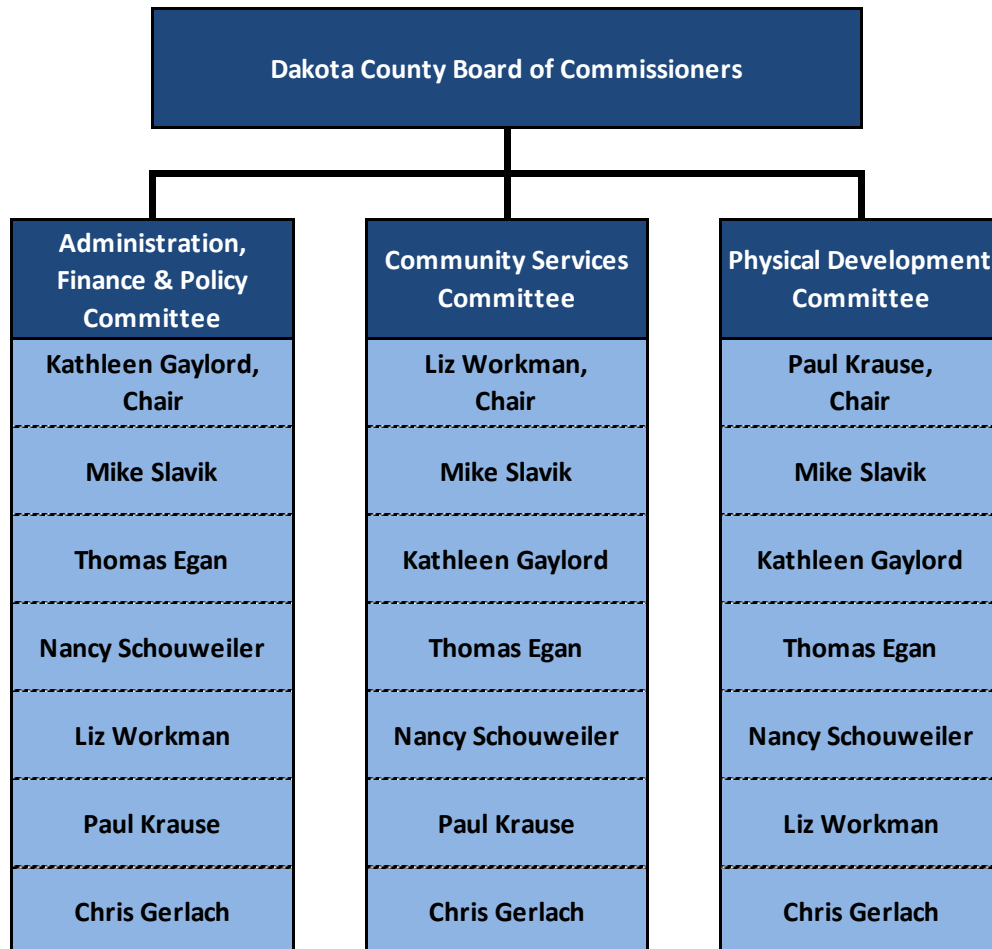 Dakota County Board of Commissioners
Administration,
Finance & Policy
Committee
Kathleen Gaylord,
Chair
Mike Slavik
Thomas Egan
Nancy Schouweiler
Liz Workman
Paul Krause
Chris Gerlach
Community Services
Committee
Liz Workman,
Chair
Mike Slavik
Kathleen Gaylord
Thomas Egan
Nancy Schouweiler
Paul Krause
Chris Gerlach
Physical Development
Committee
Paul Krause,
Chair
Mike Slavik
Kathleen Gaylord
Thomas Egan
Nancy Schouweiler
Liz Workman
Chris Gerlach